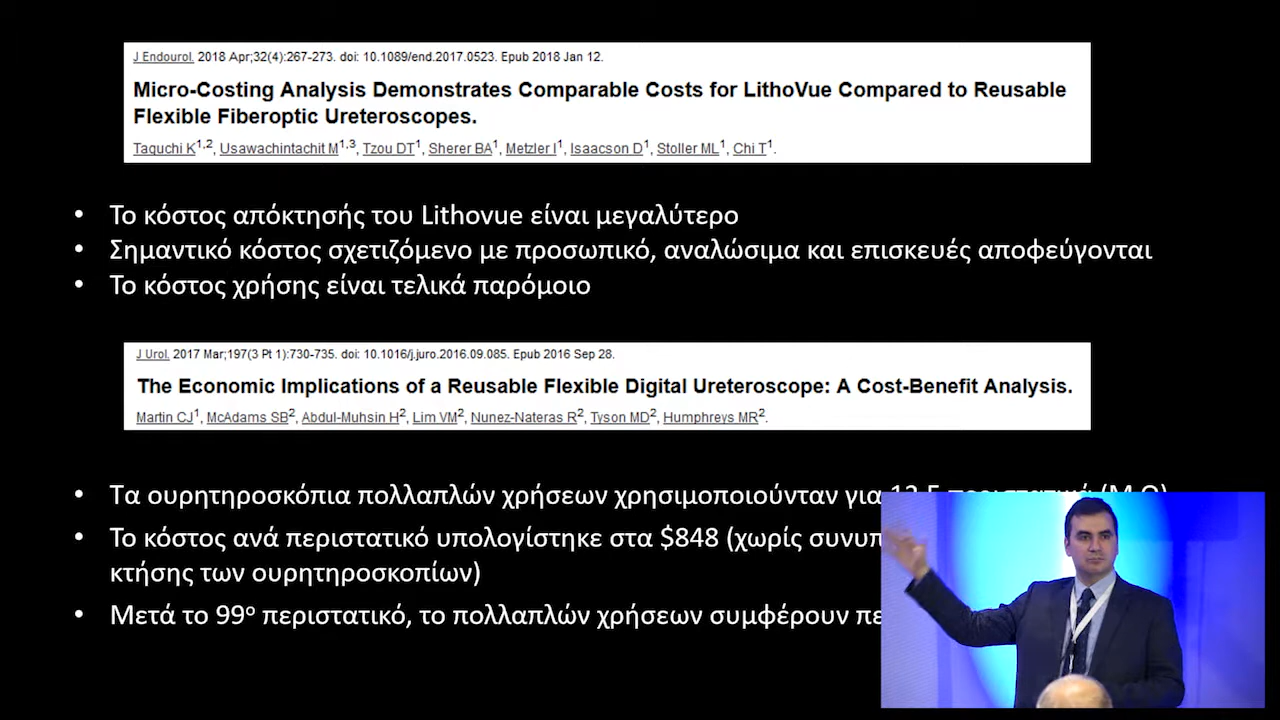 J Endourol. 2018 Apr;32(4):267-273. doi: 10.1089/end.2017.0523. Epub 2018 Jan 12.
Micro-Costing Analysis Demonstrates Comparable Costs for LithoVue Compared to Reusable
Flexible Fiberoptic Ureteroscopes.
Taguchi K1,2, Usawachintachit M1,3, Tzou DT1, Sherer BA1, Metzler I1, Isaacson D1, Stoller ML1, Chi T1.
• Το κόστος απόκτησής του Lithovue είναι μεγαλύτερο
• Σημαντικό κόστος σχετιζόμενο με προσωπικό, αναλώσιμα και επισκευές αποφεύγονται
• Το κόστος χρήσης είναι τελικά παρόμοιο
J Urol. 2017 Mar;197(3 Pt 1):730-735. doi: 10.1016/j.juro.2016.09.085. Epub 2016 Sep 28.
The Economic Implications of a Reusable Flexible Digital Ureteroscope: A Cost-Benefit Analysis.
Martin CJ1, McAdams SB2, Abdul-Muhsin H2, Lim VM2, Nunez-Nateras R2, Tyson MD2, Humphreys MR2.
• Τα ουρητηροσκόπια πολλαπλών χρήσεων χρησιμοποιούνταν για
• Το κόστος ανά περιστατικό υπολογίστηκε στα $848 (χωρίς
κτήσης των ουρητηροσκοπίων)
• Μετά το 99ο περιστατικό, το πολλαπλών χρήσεων συμφέρουν